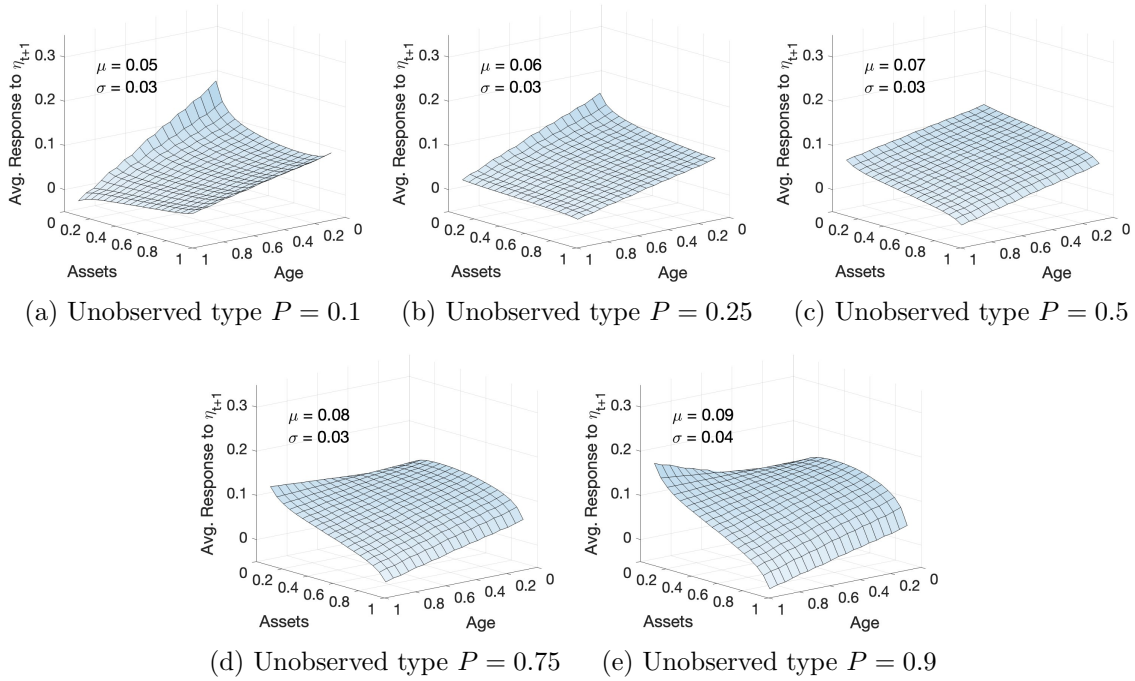 Avg. Response to η_{t+1}
0.3
0.2
0.1
0
μ = 0.05
σ = 0.03
0
0.2
0.4
0.6
0.8
1
Assets
1
0.8
0.6
0.4
0.2
0
Age
(a) Unobserved type P = 0.1
Avg. Response to η_{t+1}
0.3
0.2
0.1
0
μ = 0.06
σ = 0.03
0
0.2
0.4
0.6
0.8
1
Assets
1
0.8
0.6
0.4
0.2
0
Age
(b) Unobserved type P = 0.25
Avg. Response to η_{t+1}
0.3
0.2
0.1
0
μ = 0.07
σ = 0.03
0
0.2
0.4
0.6
0.8
1
Assets
1
0.8
0.6
0.4
0.2
0
Age
(c) Unobserved type P = 0.5
Avg. Response to η_{t+1}
0.3
0.2
0.1
0
μ = 0.08
σ = 0.03
0
0.2
0.4
0.6
0.8
1
Assets
1
0.8
0.6
0.4
0.2
0
Age
(d) Unobserved type P = 0.75
Avg. Response to η_{t+1}
0.3
0.2
0.1
0
μ = 0.09
σ = 0.04
0
0.2
0.4
0.6
0.8
1
Assets
1
0.8
0.6
0.4
0.2
0
Age
(e) Unobserved type P = 0.9